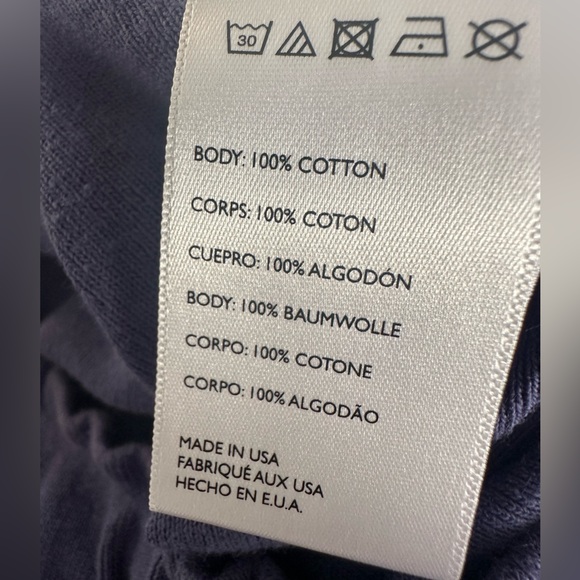 30
BODY: 100% COTTON
CORPS: 100% COTON
CUEPRO: 100% ALGODÓN
BODY: 100% BAUMWOLLE
CORPO: 100% COTONE
CORPO: 100% ALGODÃO
MADE IN USA
FABRIQUÉ AUX USA
HECHO EN E.U.A.